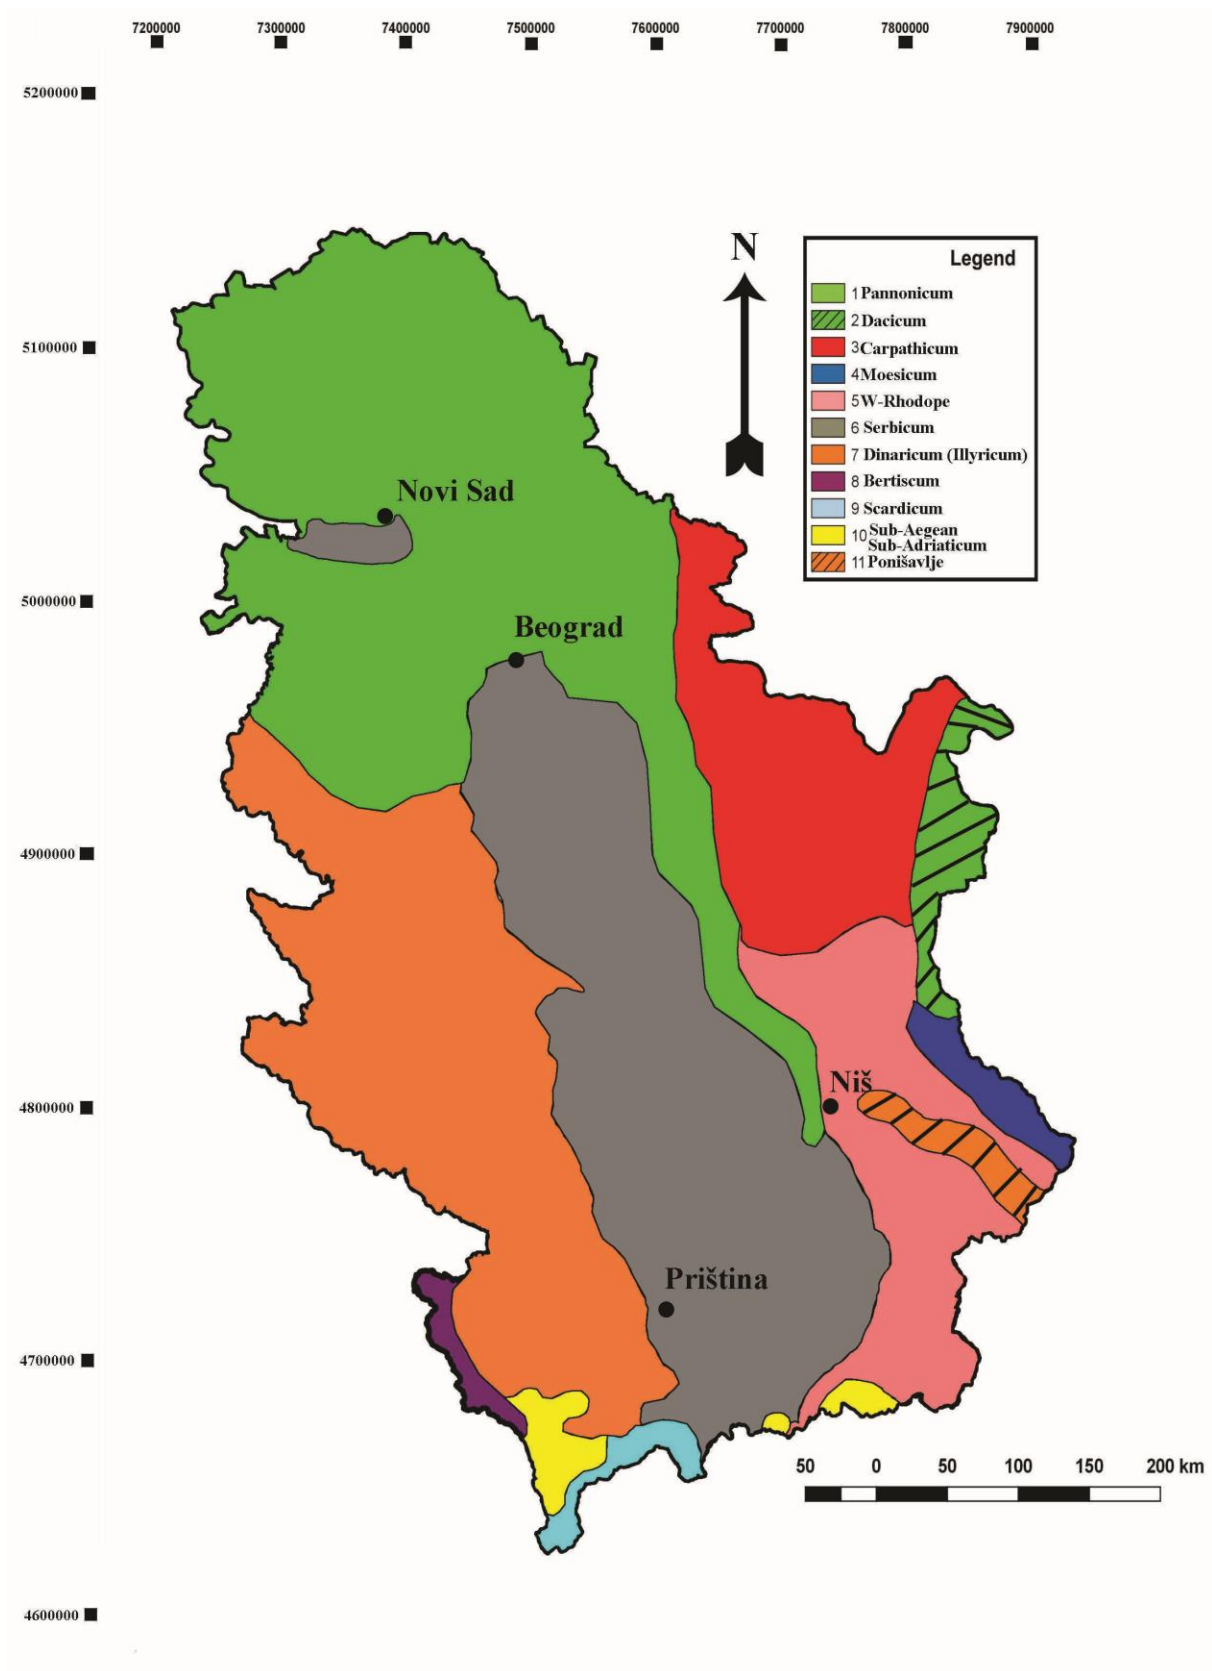 7200000 7300000 7400000 7500000 7600000 7700000 7800000 7900000
5200000
5100000
5000000
4900000
4800000
4700000
4600000
N
Legend
1 Pannonicum
2 Dacicum
3 Carpathicum
4 Moesicum
5 W-Rhodope
6 Serbicum
7 Dinaricum (Illyricum)
8 Bertiscum
9 Scardicum
10 Sub-Aegean
Sub-Adriaticum
11 Ponišavlje
Novi Sad
Beograd
Niš
Priština
50 0 50 100 150 200 km